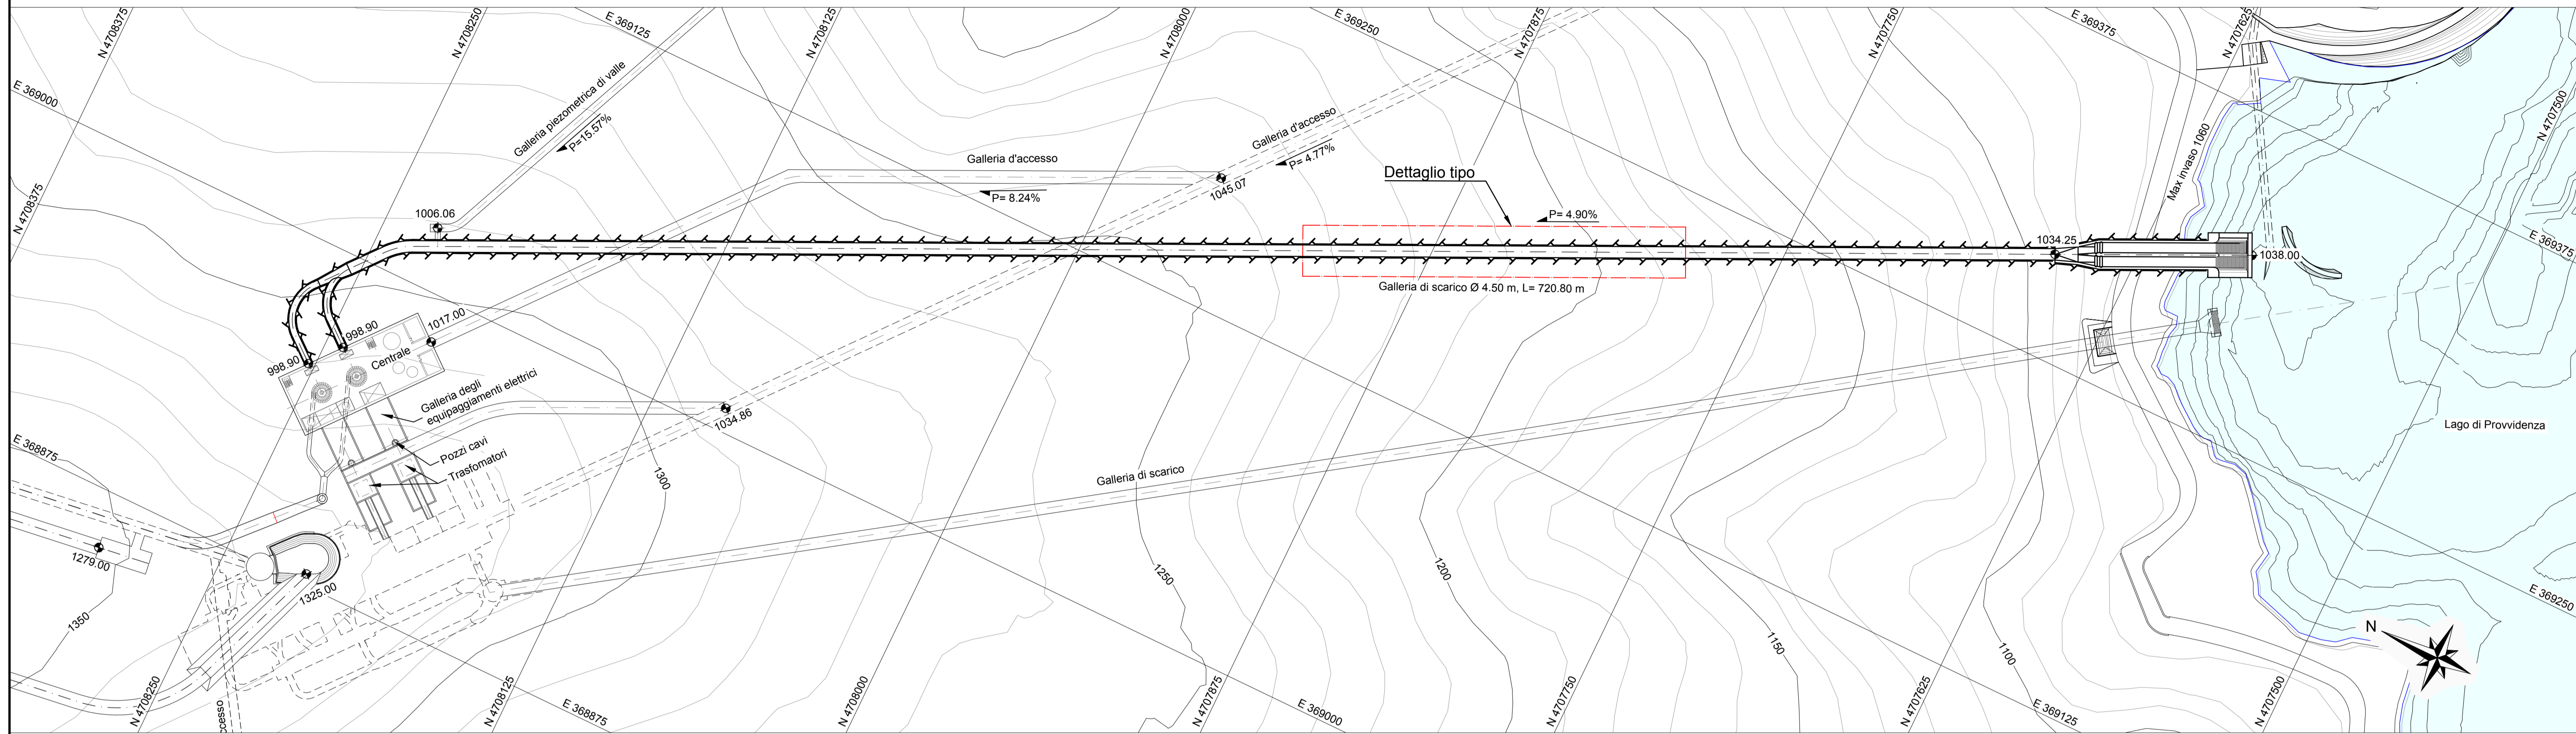 N 4708375
N 4708250
E 369125
N 4708125
N 4708000
E 369250
N 4707875
N 4707750
E 369375
N 4707625
E 369000
Galleria piezometrica di valle
P=15.57%
Galleria d'accesso
P= 8.24%
Galleria d'accesso
P= 4.77%
1045.07
Dettaglio tipo
P= 4.90%
Max invaso 1060
N 4707500
N 4708375
1006.06
1034.25
1038.00
E 369375
Galleria di scarico Ø 4.50 m, L= 720.80 m
998.90
998.90
1017.00
Centrale
Galleria degli
equipaggiamenti elettrici
1034.86
Pozzi cavi
Trasfomatori
E 368875
1300
Galleria di scarico
Lago di Provvidenza
1279.00
1325.00
1350
1250
1200
1150
1100
E 369250
N
N 4708250
ccesso
N 4708125
E 368875
N 4708000
N 4707875
E 369000
N 4707750
N 4707625
E 369125
N 4707500